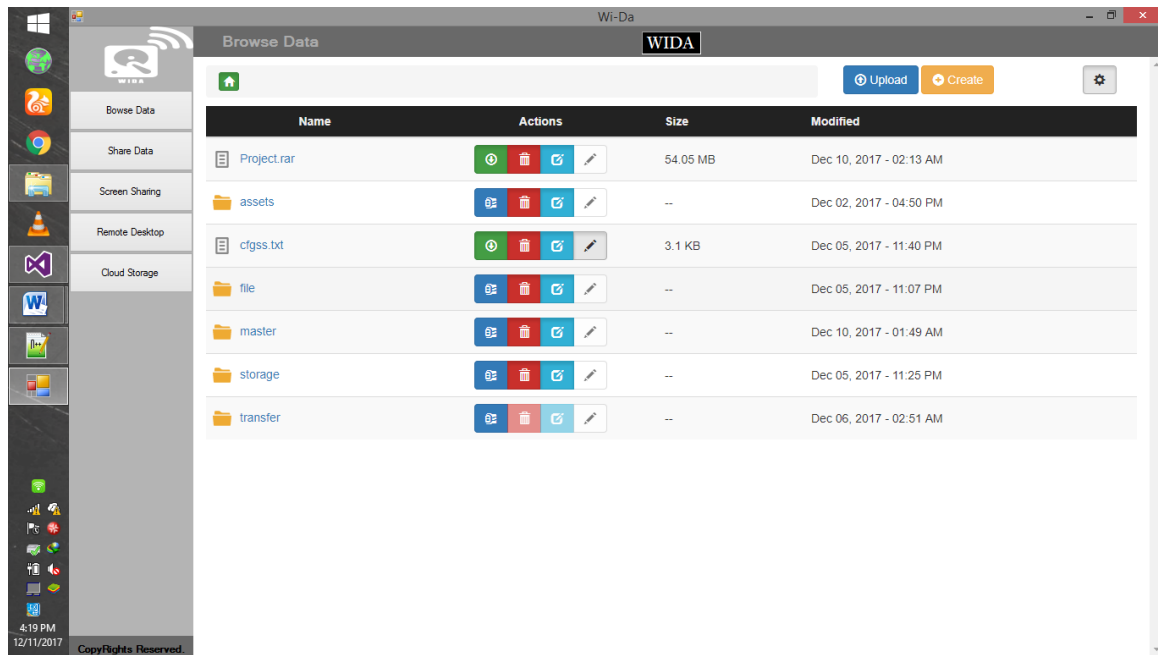 Wi-Da
WIDA
Browse Data
WIDA
Upload
Create
Bowse Data
Share Data
Screen Sharing
Remote Desktop
Cloud Storage
Name Actions Size Modified
Project.rar 54.05 MB Dec 10, 2017 - 02:13 AM
assets -- Dec 02, 2017 - 04:50 PM
cfgss.txt 3.1 KB Dec 05, 2017 - 11:40 PM
file -- Dec 05, 2017 - 11:07 PM
master -- Dec 10, 2017 - 01:49 AM
storage -- Dec 05, 2017 - 11:25 PM
transfer -- Dec 06, 2017 - 02:51 AM
4:19 PM
12/11/2017
CopyRights Reserved.